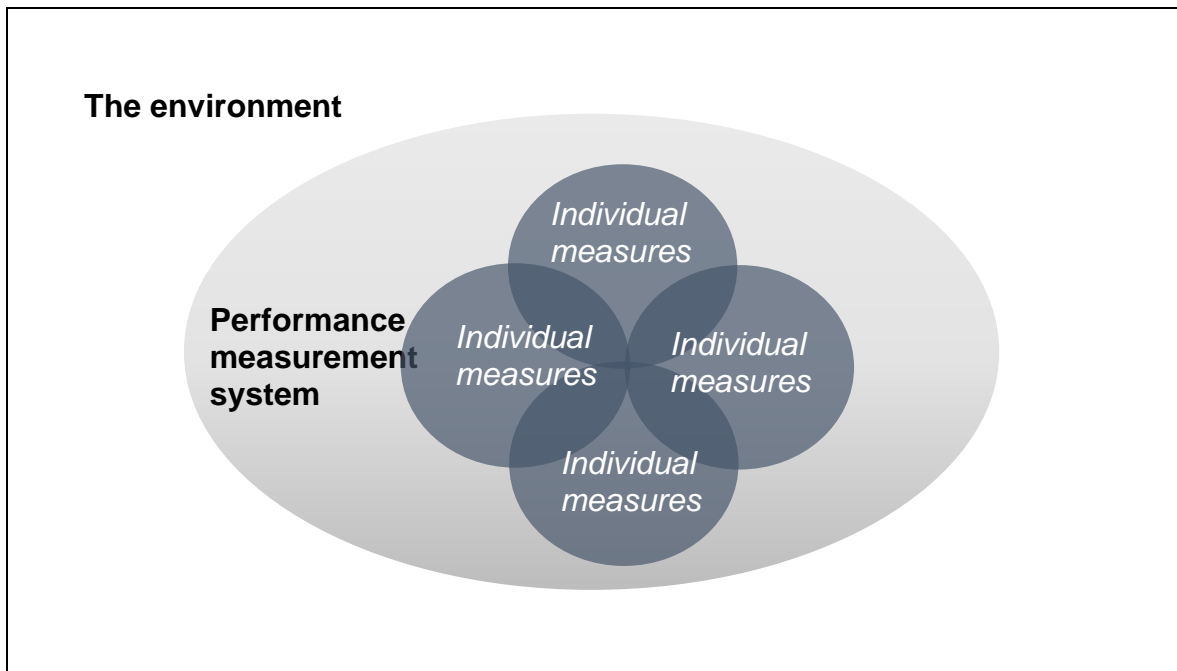 The environment
Individual
measures
Performance
measurement
system
Individual
measures
Individual
measures
Individual
measures